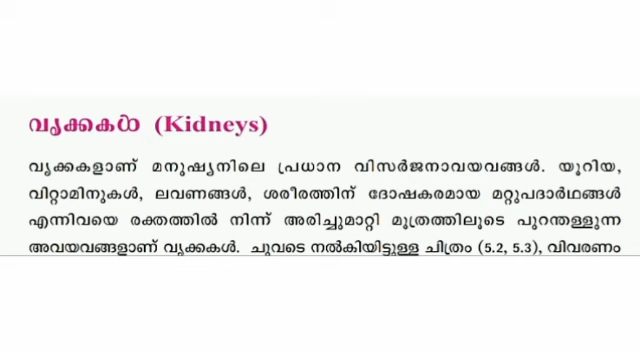 വൃക്കകൾ (Kidneys)
വൃക്കകളാണ് മനുഷ്യനിലെ പ്രധാന വിസർജനാവയവങ്ങൾ. യൂറിയ,
വിറ്റാമിനുകൾ, ലവണങ്ങൾ, ശരീരത്തിന് ദോഷകരമായ മറ്റുപദാർഥങ്ങൾ
എന്നിവയെ രക്തത്തിൽ നിന്ന് അരിച്ചുമാറ്റി മൂത്രത്തിലൂടെ പുറന്തള്ളുന്ന
അവയവങ്ങളാണ് വൃക്കകൾ. ചുവടെ നൽകിയിട്ടുള്ള ചിത്രം (5.2, 5.3), വിവരണം